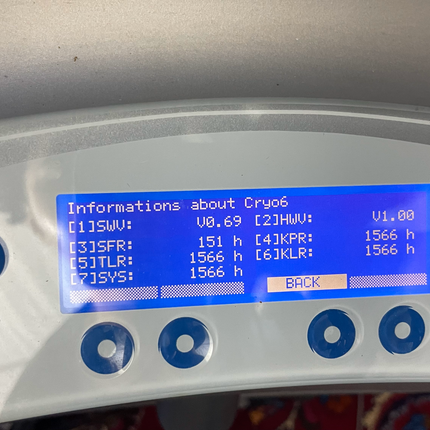 Informations about Cryo6
[1]SWV: V0.69 [2]HWV: V1.00
[3]SFR: 151 h [4]KPR: 1566 h
[5]TLR: 1566 h [6]KLR: 1566 h
[7]SYS: 1566 h
BACK